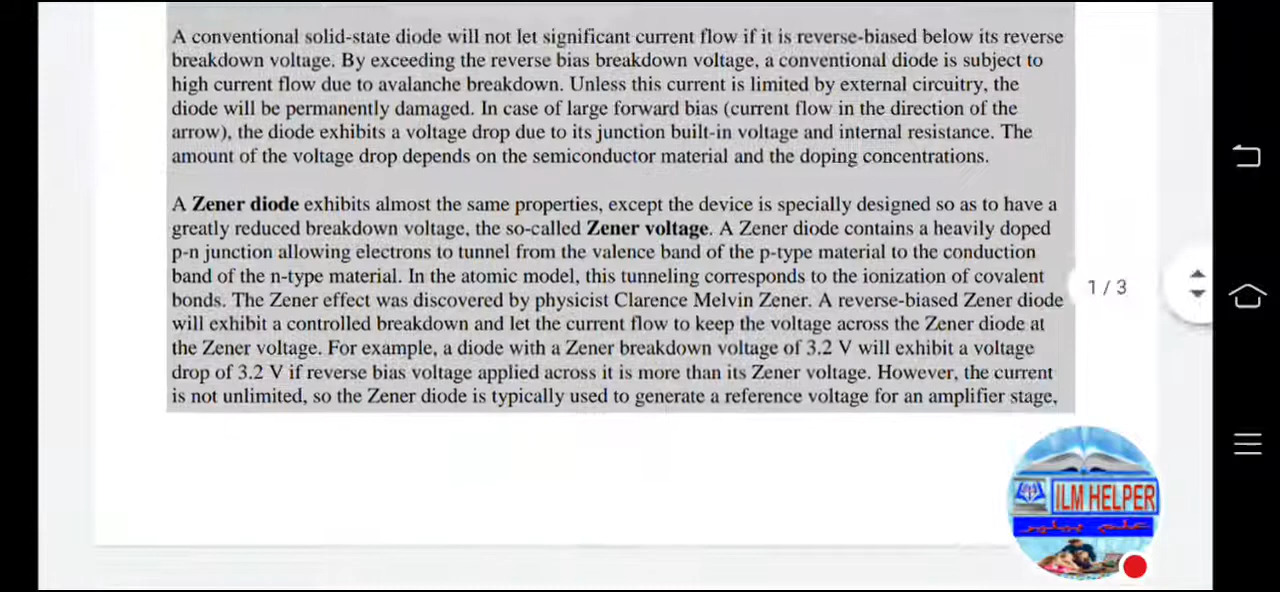 A conventional solid-state diode will not let significant current flow if it is reverse-biased below its reverse
breakdown voltage. By exceeding the reverse bias breakdown voltage, a conventional diode is subject to
high current flow due to avalanche breakdown. Unless this current is limited by external circuitry, the
diode will be permanently damaged. In case of large forward bias (current flow in the direction of the
arrow), the diode exhibits a voltage drop due to its junction built-in voltage and internal resistance. The
amount of the voltage drop depends on the semiconductor material and the doping concentrations.
A Zener diode exhibits almost the same properties, except the device is specially designed so as to have a
greatly reduced breakdown voltage, the so-called Zener voltage. A Zener diode contains a heavily doped
p-n junction allowing electrons to tunnel from the valence band of the p-type material to the conduction
band of the n-type material. In the atomic model, this tunneling corresponds to the ionization of covalent
bonds. The Zener effect was discovered by physicist Clarence Melvin Zener. A reverse-biased Zener diode
will exhibit a controlled breakdown and let the current flow to keep the voltage across the Zener diode at
the Zener voltage. For example, a diode with a Zener breakdown voltage of 3.2 V will exhibit a voltage
drop of 3.2 V if reverse bias voltage applied across it is more than its Zener voltage. However, the current
is not unlimited, so the Zener diode is typically used to generate a reference voltage for an amplifier stage,
1 / 3
ILM HELPER
علم ہیلپر